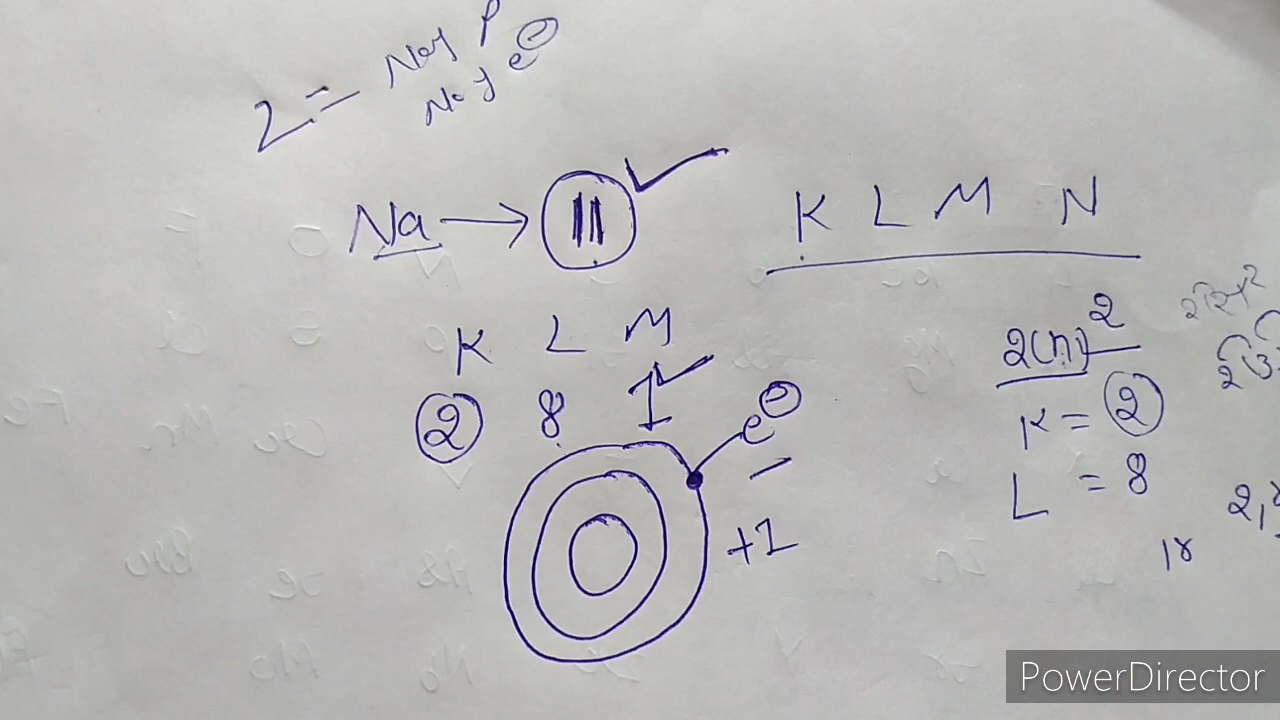 Z = No of P
No of e⊖
Na → 11 ✓
K L M N
K L M
2 8 1 ✓
e⊖
−
+1
2(n)²
K = 2
L = 8
18
PowerDirector